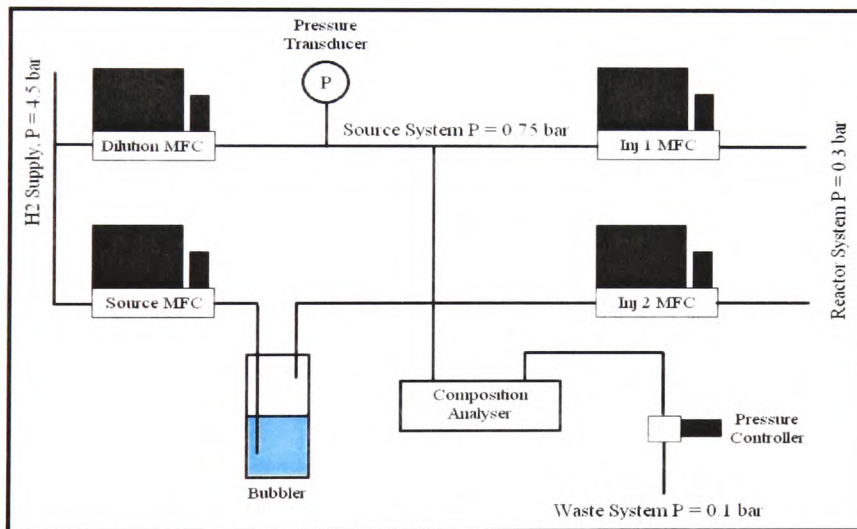 Pressure
Transducer
P
H2 Supply, P = 4.5 bar
Dilution MFC
Source System P = 0.75 bar
Inj 1 MFC
Reactor System P = 0.3 bar
Source MFC
Inj 2 MFC
Composition
Analyser
Pressure
Controller
Bubbler
Waste System P = 0.1 bar